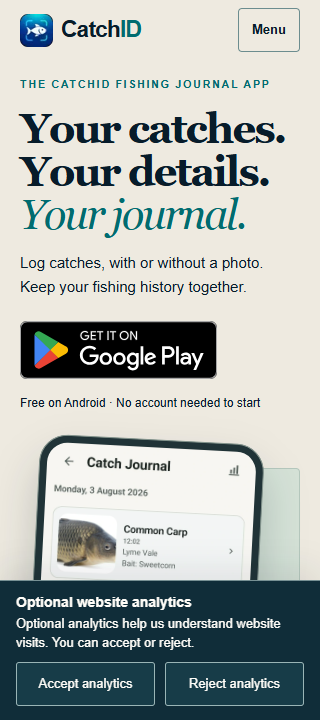 CatchID
Menu
THE CATCHID FISHING JOURNAL APP
Your catches.
Your details.
Your journal.
Log catches, with or without a photo.
Keep your fishing history together.
GET IT ON
Google Play
Free on Android · No account needed to start
Catch Journal
Monday, 3 August 2026
Common Carp
12:02
Lyme Vale
Bait: Sweetcorn
Optional website analytics
Optional analytics help us understand website
visits. You can accept or reject.
Accept analytics
Reject analytics